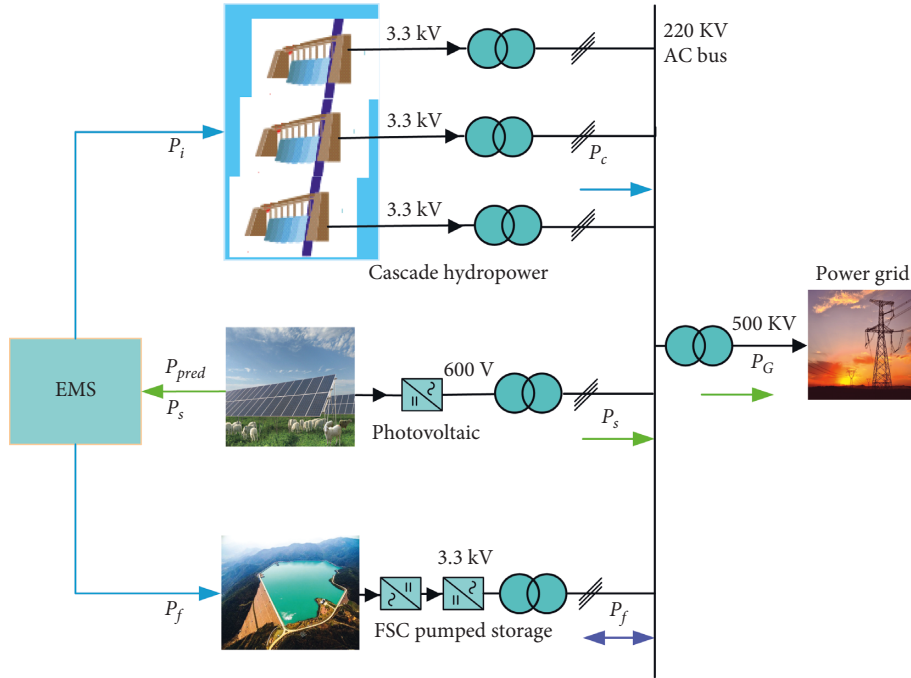 3.3 kV
220 KV
AC bus
3.3 kV
P_i
P_c
3.3 kV
Cascade hydropower
Power grid
500 KV
P_G
P_pred
EMS
P_s
600 V
Photovoltaic
P_s
3.3 kV
P_f
FSC pumped storage
P_f